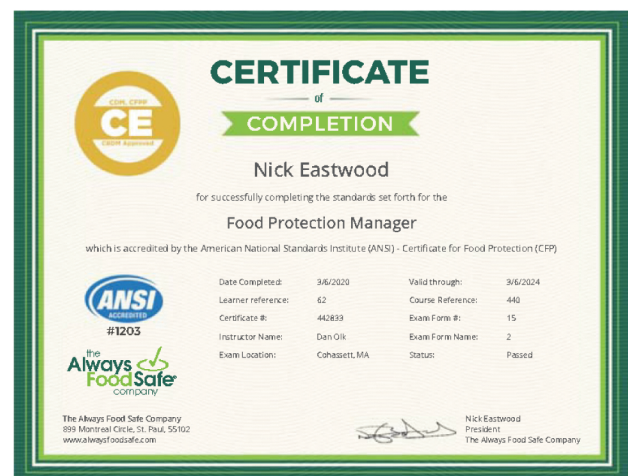 CERTIFICATE
of
COMPLETION
CDM, CFPP
CE
CBDM Approved
Nick Eastwood
for successfully completing the standards set forth for the
Food Protection Manager
which is accredited by the American National Standards Institute (ANSI) - Certificate for Food Protection (CFP)
ANSI
ACCREDITED
#1203
the
Always
FoodSafe
company
Date Completed: 3/6/2020 Valid through: 3/6/2024
Learner reference: 62 Course Reference: 440
Certificate #: 442833 Exam Form #: 15
Instructor Name: Dan Olk Exam Form Name: 2
Exam Location: Cohassett, MA Status: Passed
The Always Food Safe Company
899 Montreal Circle, St. Paul, 55102
www.alwaysfoodsafe.com
Nick Eastwood
President
The Always Food Safe Company